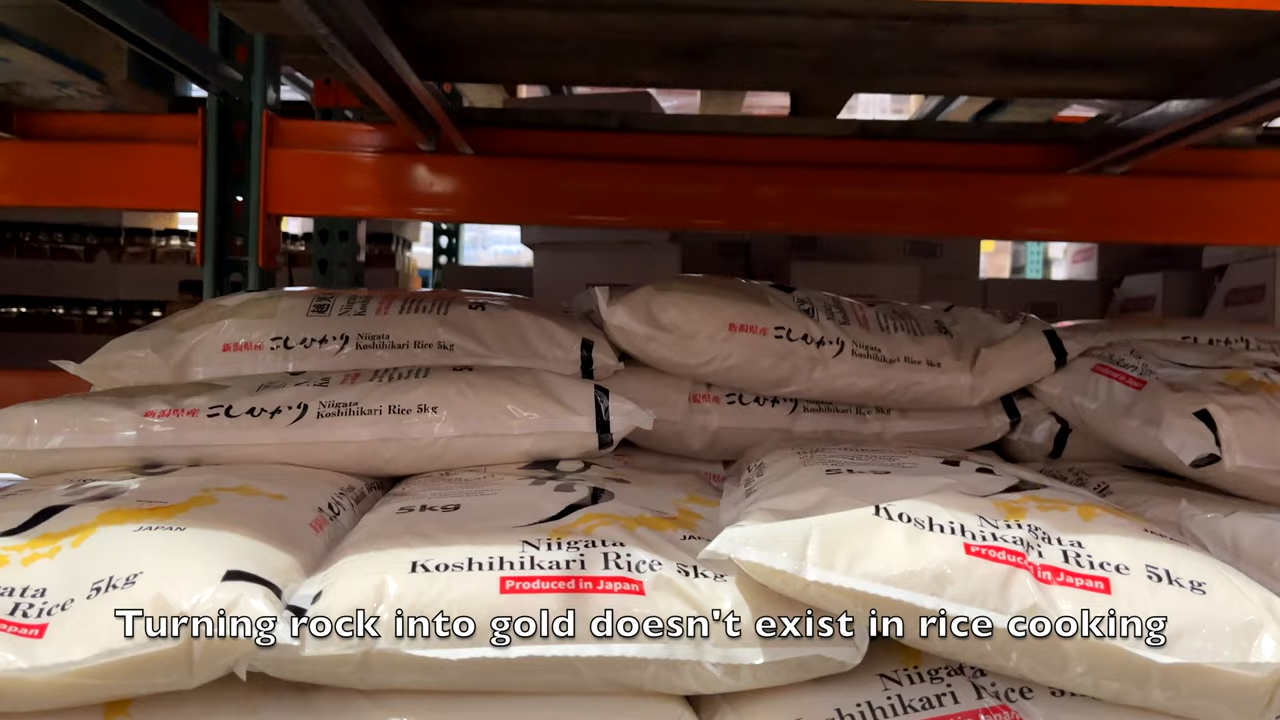 新潟県産 こしひかり Niigata
Koshihikari Rice 5kg
新潟県産 こしひかり Niigata
Koshihikari Rice 5kg
新潟県産 こしひかり Niigata
Koshihikari Rice 5kg
新潟県産 こしひかり
Koshihikari Rice 5kg
JAPAN
Rice 5kg
5kg
Niigata
Koshihikari Rice 5kg
Produced in Japan
5kg
Niigata
Koshihikari Rice 5kg
Produced in Japan
Turning rock into gold doesn't exist in rice cooking
Niigata
Koshihikari Rice